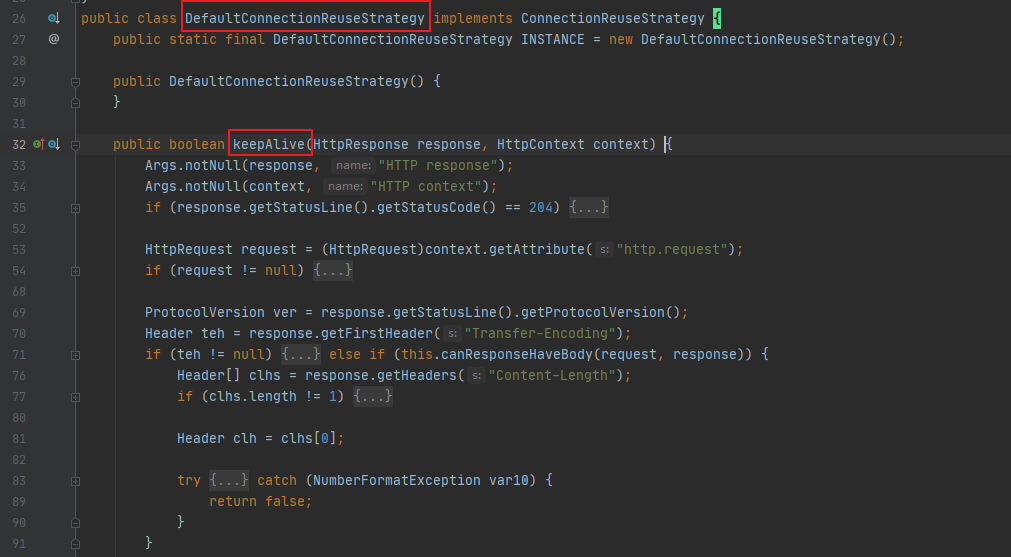 26 public class DefaultConnectionReuseStrategy implements ConnectionReuseStrategy {
27 @ public static final DefaultConnectionReuseStrategy INSTANCE = new DefaultConnectionReuseStrategy();
28
29 public DefaultConnectionReuseStrategy() {
30 }
31
32 public boolean keepAlive(HttpResponse response, HttpContext context) {
33 Args.notNull(response, name: "HTTP response");
34 Args.notNull(context, name: "HTTP context");
35 if (response.getStatusLine().getStatusCode() == 204) {...}
52
53 HttpRequest request = (HttpRequest)context.getAttribute( s: "http.request");
54 if (request != null) {...}
68
69 ProtocolVersion ver = response.getStatusLine().getProtocolVersion();
70 Header teh = response.getFirstHeader( s: "Transfer-Encoding");
71 if (teh != null) {...} else if (this.canResponseHaveBody(request, response)) {
76 Header[] clhs = response.getHeaders( s: "Content-Length");
77 if (clhs.length != 1) {...}
80
81 Header clh = clhs[0];
82
83 try {...} catch (NumberFormatException var10) {
89 return false;
90 }
91 }